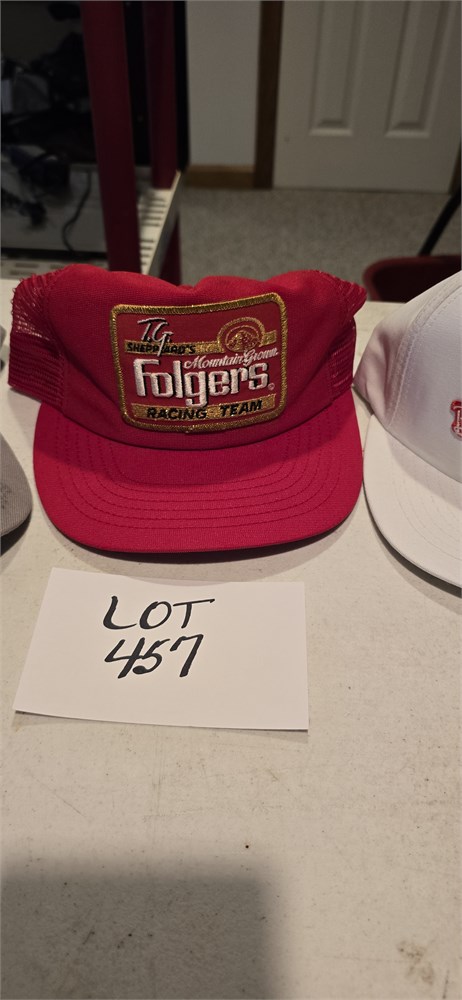 T.G.
SHEPPARD'S
Mountain Grown
Folgers®
RACING TEAM
LOT
457